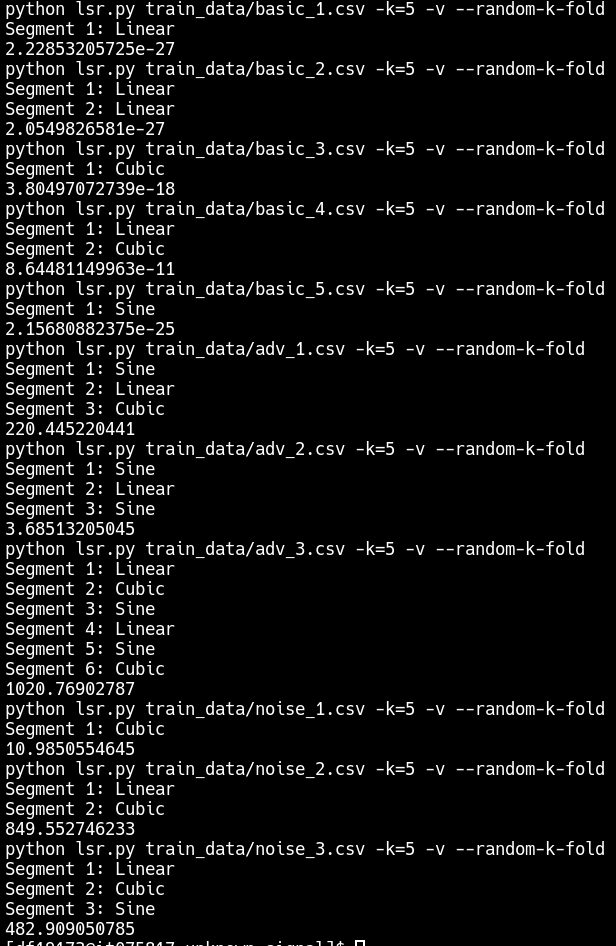 python lsr.py train_data/basic_1.csv -k=5 -v --random-k-fold
Segment 1: Linear
2.22853205725e-27
python lsr.py train_data/basic_2.csv -k=5 -v --random-k-fold
Segment 1: Linear
Segment 2: Linear
2.0549826581e-27
python lsr.py train_data/basic_3.csv -k=5 -v --random-k-fold
Segment 1: Cubic
3.80497072739e-18
python lsr.py train_data/basic_4.csv -k=5 -v --random-k-fold
Segment 1: Linear
Segment 2: Cubic
8.64481149963e-11
python lsr.py train_data/basic_5.csv -k=5 -v --random-k-fold
Segment 1: Sine
2.15680882375e-25
python lsr.py train_data/adv_1.csv -k=5 -v --random-k-fold
Segment 1: Sine
Segment 2: Linear
Segment 3: Cubic
220.445220441
python lsr.py train_data/adv_2.csv -k=5 -v --random-k-fold
Segment 1: Sine
Segment 2: Linear
Segment 3: Sine
3.68513205045
python lsr.py train_data/adv_3.csv -k=5 -v --random-k-fold
Segment 1: Linear
Segment 2: Cubic
Segment 3: Sine
Segment 4: Linear
Segment 5: Sine
Segment 6: Cubic
1020.76902787
python lsr.py train_data/noise_1.csv -k=5 -v --random-k-fold
Segment 1: Cubic
10.9850554645
python lsr.py train_data/noise_2.csv -k=5 -v --random-k-fold
Segment 1: Linear
Segment 2: Cubic
849.552746233
python lsr.py train_data/noise_3.csv -k=5 -v --random-k-fold
Segment 1: Linear
Segment 2: Cubic
Segment 3: Sine
482.909050785